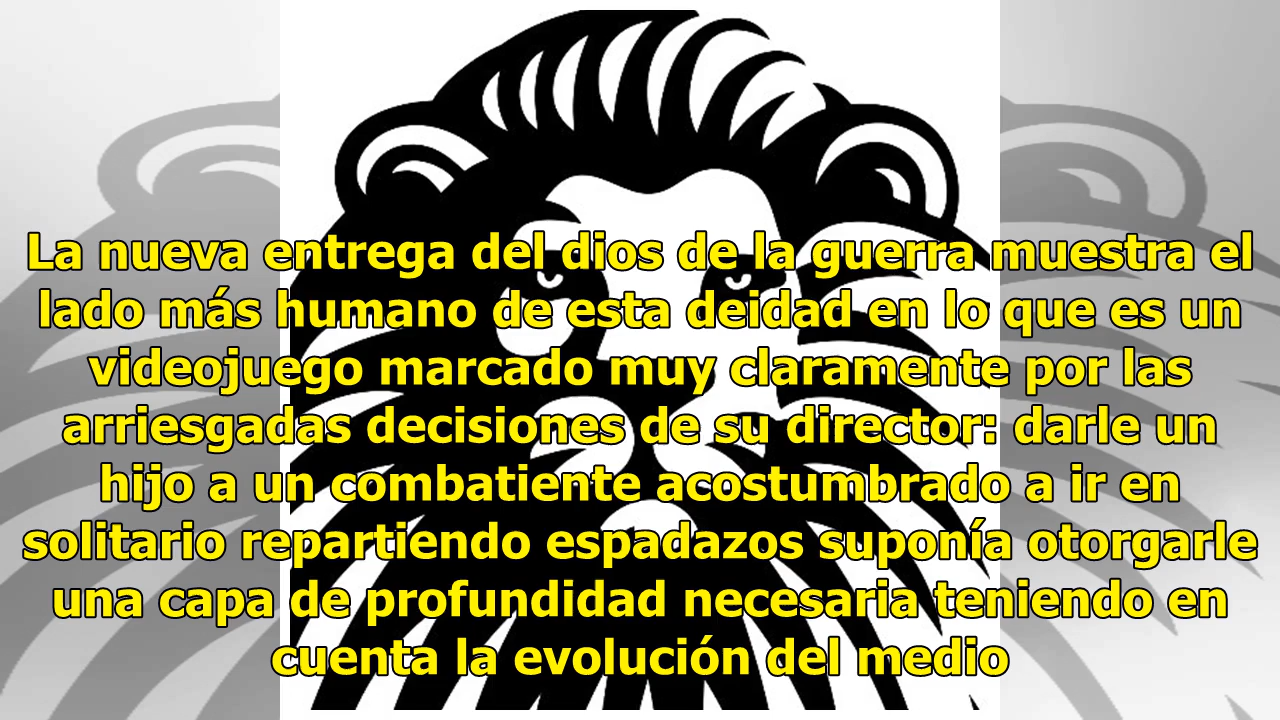 La nueva entrega del dios de la guerra muestra el
lado más humano de esta deidad en lo que es un
videojuego marcado muy claramente por las
arriesgadas decisiones de su director: darle un
hijo a un combatiente acostumbrado a ir en
solitario repartiendo espadazos suponía otorgarle
una capa de profundidad necesaria teniendo en
cuenta la evolución del medio